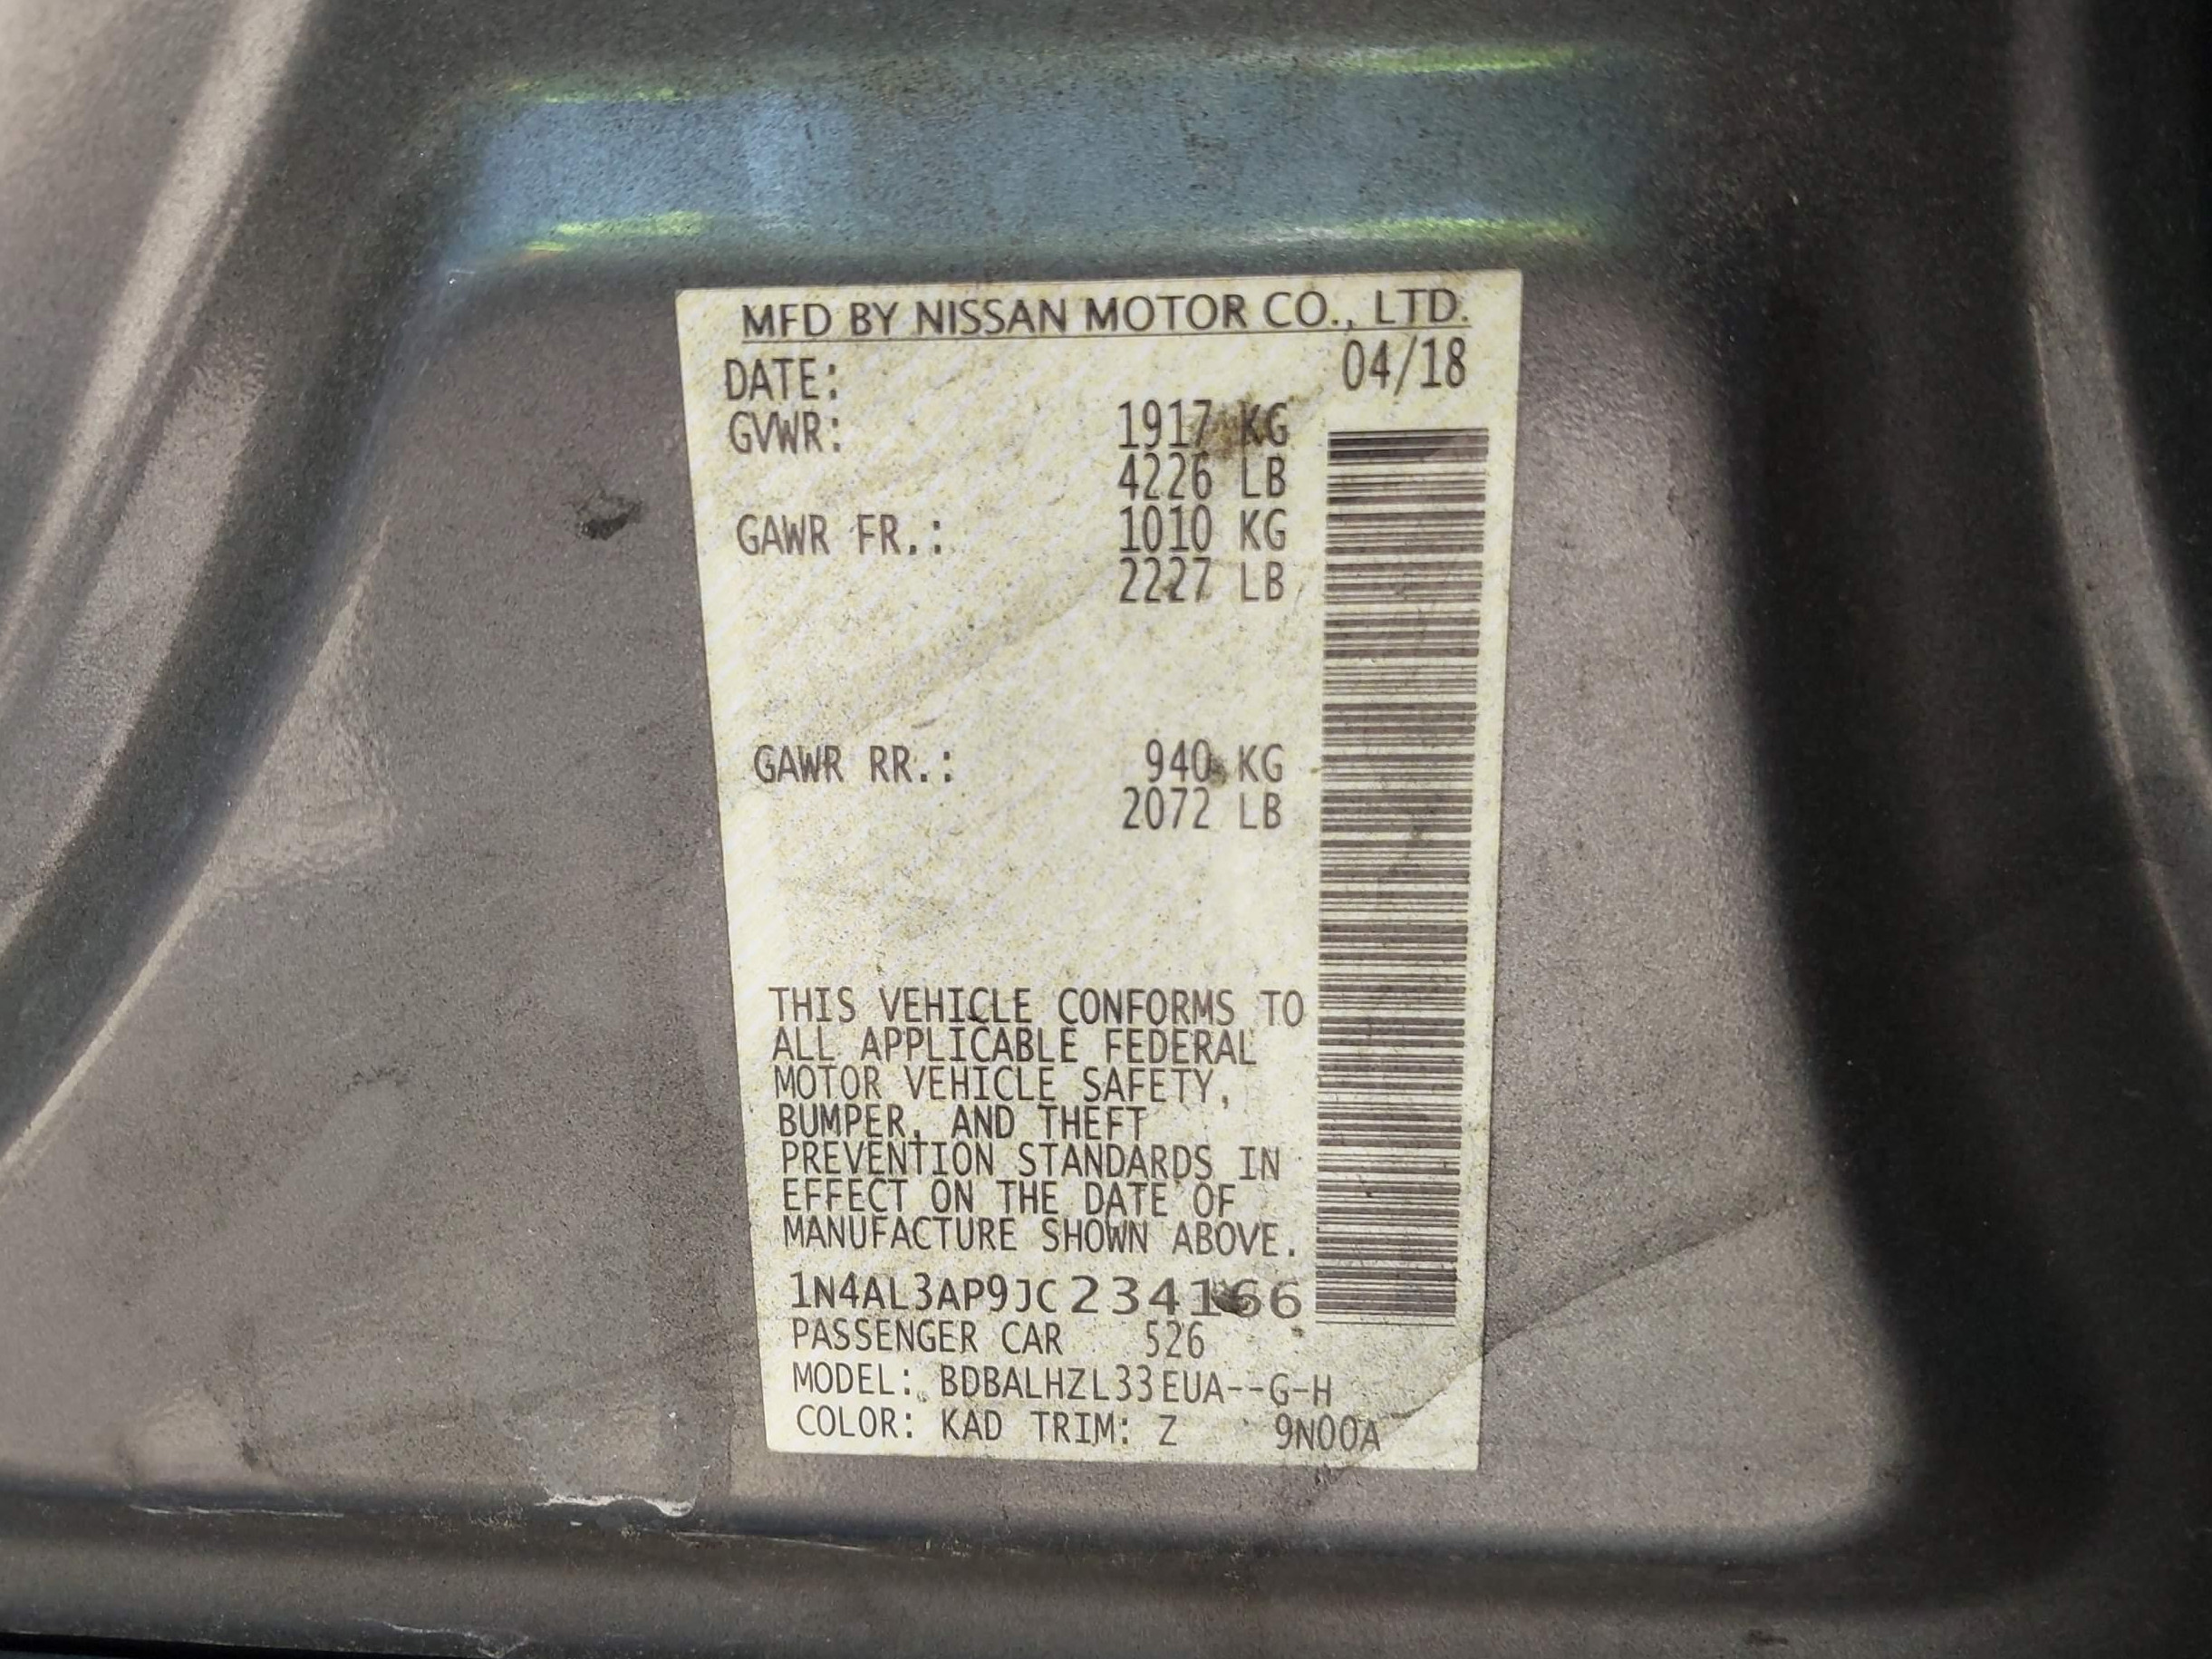 MFD BY NISSAN MOTOR CO., LTD.
DATE: 04/18
GVWR: 1917 KG
4226 LB
GAWR FR.: 1010 KG
2227 LB
GAWR RR.: 940 KG
2072 LB
THIS VEHICLE CONFORMS TO
ALL APPLICABLE FEDERAL
MOTOR VEHICLE SAFETY,
BUMPER, AND THEFT
PREVENTION STANDARDS IN
EFFECT ON THE DATE OF
MANUFACTURE SHOWN ABOVE.
1N4AL3AP9JC234166
PASSENGER CAR 526
MODEL: BDBALHZL33EUA--G-H
COLOR: KAD TRIM: Z 9N00A